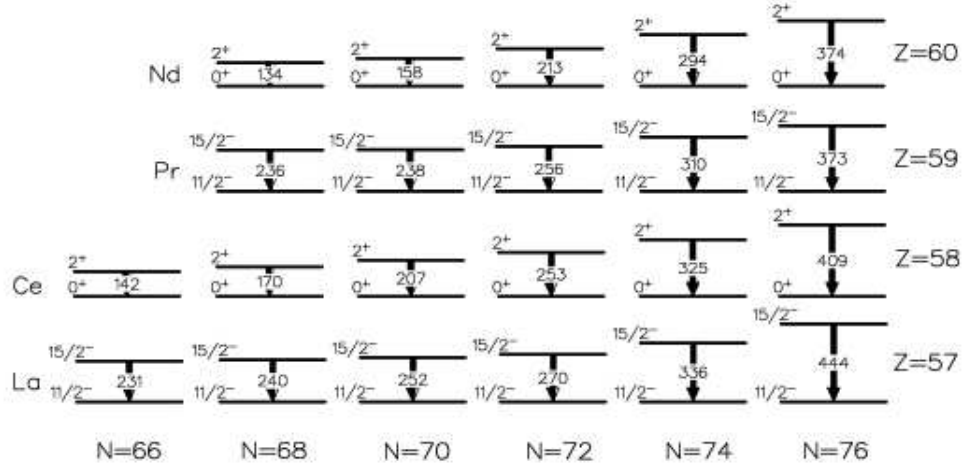 2⁺ 2⁺ 2⁺ 2⁺ 2⁺
Nd 134 158 213 294 374 Z=60
0⁺ 0⁺ 0⁺ 0⁺ 0⁺
15/2⁻ 15/2⁻ 15/2⁻ 15/2⁻ 15/2⁻
Pr 236 238 256 310 373 Z=59
11/2⁻ 11/2⁻ 11/2⁻ 11/2⁻ 11/2⁻
2⁺ 2⁺ 2⁺ 2⁺ 2⁺ 2⁺
Ce 142 170 207 253 325 409 Z=58
0⁺ 0⁺ 0⁺ 0⁺ 0⁺ 0⁺
15/2⁻ 15/2⁻ 15/2⁻ 15/2⁻ 15/2⁻ 15/2⁻
La 231 240 252 270 336 444 Z=57
11/2⁻ 11/2⁻ 11/2⁻ 11/2⁻ 11/2⁻ 11/2⁻
N=66 N=68 N=70 N=72 N=74 N=76